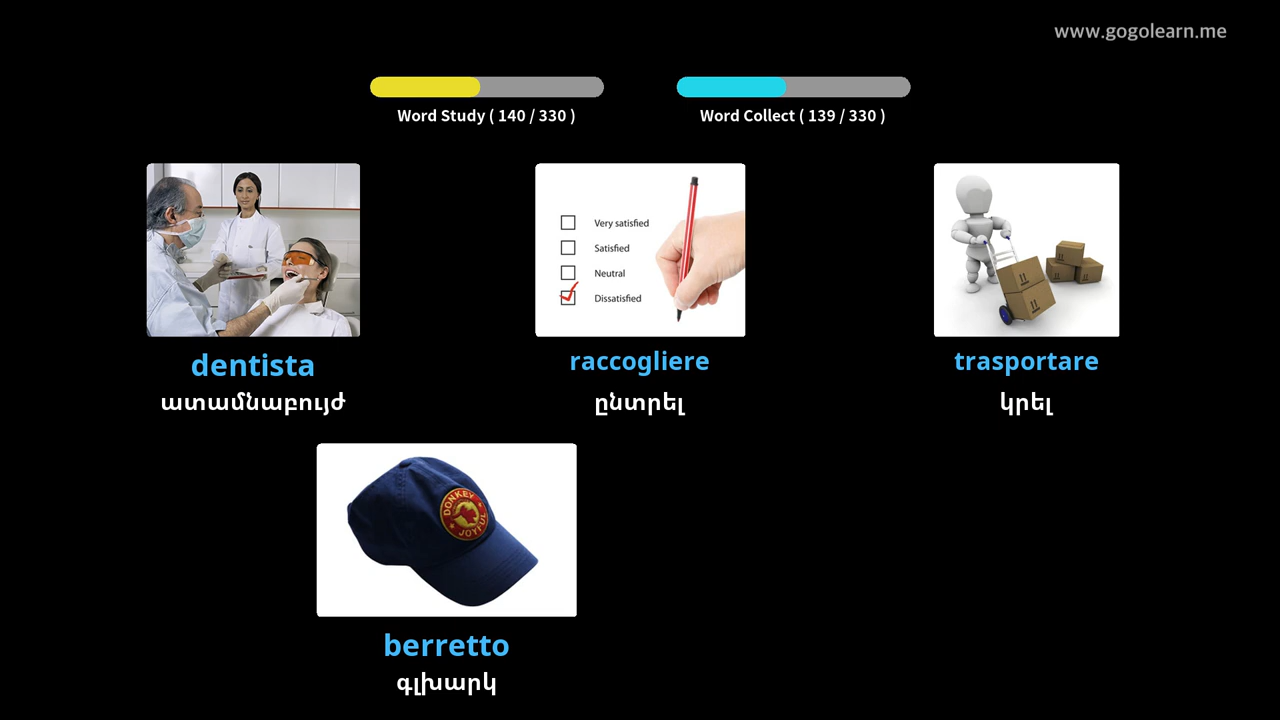 www.gogolearn.me
Word Study ( 140 / 330 )
Word Collect ( 139 / 330 )
Very satisfied
Satisfied
Neutral
Dissatisfied
dentista
raccogliere
trasportare
ատամնաբույժ
ընտրել
կրել
DONKEY
JOYFUL
berretto
գլխարկ